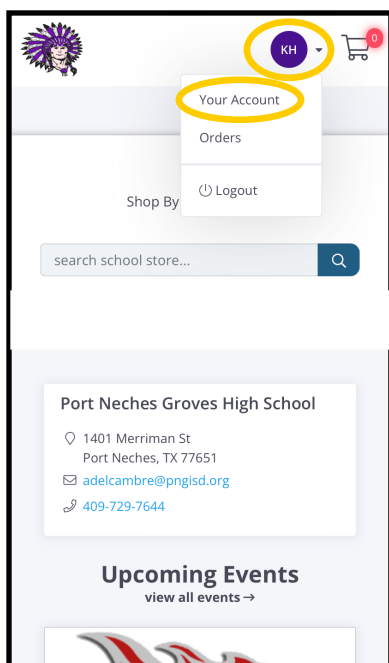 KH
0
Your Account
Orders
Logout
Shop By
search school store...
Port Neches Groves High School
1401 Merriman St
Port Neches, TX 77651
adelcambre@pngisd.org
409-729-7644
Upcoming Events
view all events →